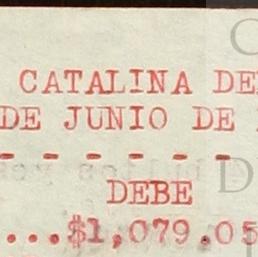 CATALINA DE
DE JUNIO DE
- - - - - -
DEBE
....$1,079.05